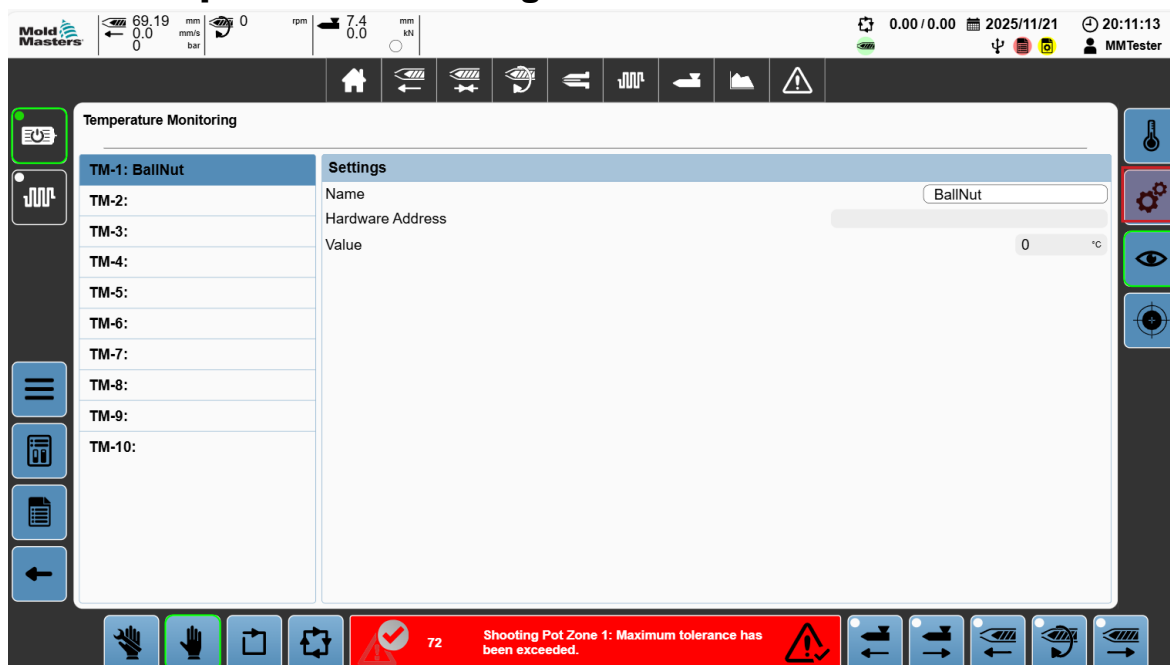 Mold
Masters
69.19 mm
0.0 mm/s
0 bar
0 rpm
7.4 mm
0.0 kN
0.00 / 0.00 2025/11/21 20:11:13
MMTester
Temperature Monitoring
TM-1: BallNut
TM-2:
TM-3:
TM-4:
TM-5:
TM-6:
TM-7:
TM-8:
TM-9:
TM-10:
Settings
Name BallNut
Hardware Address
Value 0 °C
72 Shooting Pot Zone 1: Maximum tolerance has
been exceeded.